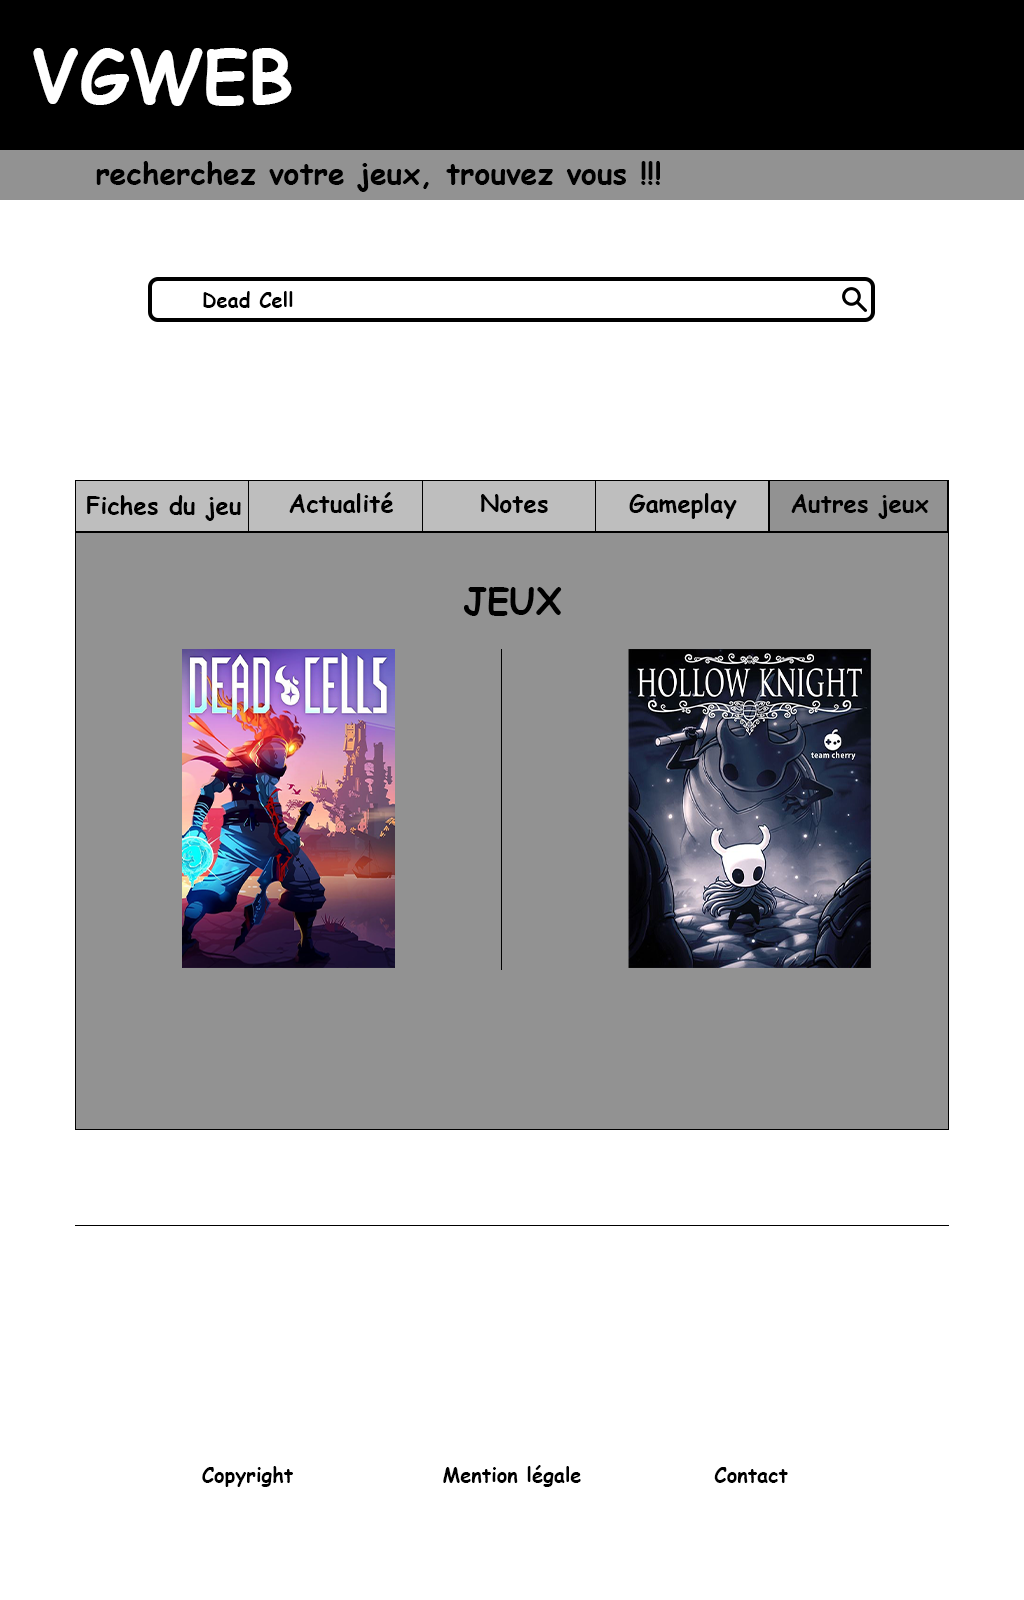 VGWEB
recherchez votre jeux, trouvez vous !!!
Dead Cell
Fiches du jeu
Actualité
Notes
Gameplay
Autres jeux
JEUX
DEAD CELLS
HOLLOW KNIGHT
team cherry
Copyright
Mention légale
Contact